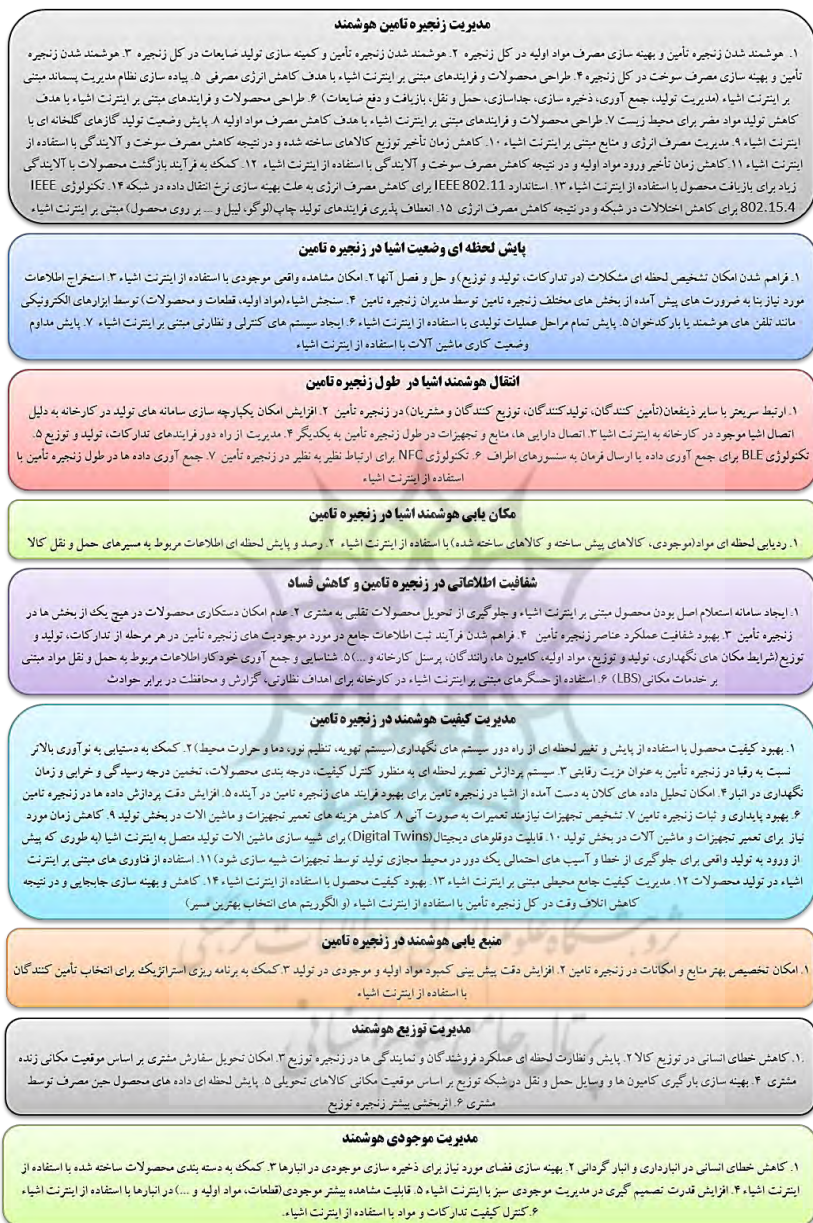 مدیریت زنجیره تامین هوشمند
۱. هوشمند شدن زنجیره تأمین و بهینه سازی مصرف مواد اولیه در کل زنجیره ۲. هوشمند شدن زنجیره تأمین و کمینه سازی تولید ضایعات در کل زنجیره ۳. هوشمند شدن زنجیره
تأمین و بهینه سازی مصرف سوخت در کل زنجیره ۴. طراحی محصولات و فرایندهای مبتنی بر اینترنت اشیاء با هدف کاهش انرژی مصرفی ۵. پیاده سازی نظام مدیریت پسماند مبتنی
بر اینترنت اشیاء (مدیریت تولید، جمع آوری، ذخیره سازی، جداسازی، حمل و نقل، بازیافت و دفع ضایعات) ۶. طراحی محصولات و فرایندهای مبتنی بر اینترنت اشیاء با هدف
کاهش تولید مواد مضر برای محیط زیست ۷. طراحی محصولات و فرایندهای مبتنی بر اینترنت اشیاء با هدف کاهش مصرف مواد اولیه ۸. پایش وضعیت تولید گازهای گلخانه ای با
اینترنت اشیاء ۹. مدیریت مصرف انرژی و منابع مبتنی بر اینترنت اشیاء ۱۰. کاهش زمان تأخیر توزیع کالاهای ساخته شده و در نتیجه کاهش مصرف سوخت و آلایندگی با استفاده از
اینترنت اشیاء ۱۱. کاهش زمان تأخیر ورود مواد اولیه و در نتیجه کاهش مصرف سوخت و آلایندگی با استفاده از اینترنت اشیاء ۱۲. کمک به فرآیند بازگشت محصولات با آلایندگی
زیاد برای بازیافت محصول با استفاده از اینترنت اشیاء ۱۳. استاندارد IEEE 802.11 برای کاهش مصرف انرژی به علت بهینه سازی نرخ انتقال داده در شبکه ۱۴. تکنولوژی IEEE
802.15.4 برای کاهش اختلالات در شبکه و در نتیجه کاهش مصرف انرژی ۱۵. انعطاف پذیری فرایندهای تولید چاپ(لوگو، لیبل و ... بر روی محصول) مبتنی بر اینترنت اشیاء
پایش لحظه ای وضعیت اشیا در زنجیره تامین
۱. فراهم شدن امکان تشخیص لحظه ای مشکلات (در تدارکات، تولید و توزیع) و حل و فصل آنها ۲. امکان مشاهده واقعی موجودی با استفاده از اینترنت اشیاء ۳. استخراج اطلاعات
مورد نیاز بنا به ضرورت های پیش آمده از بخش های مختلف زنجیره تامین توسط مدیران زنجیره تامین ۴. سنجش اشیاء(مواد اولیه، قطعات و محصولات) توسط ابزارهای الکترونیکی
مانند تلفن های هوشمند یا بارکدخوان ۵. پایش تمام مراحل عملیات تولیدی با استفاده از اینترنت اشیاء ۶. ایجاد سیستم های کنترلی و نظارتی مبتنی بر اینترنت اشیاء ۷. پایش مداوم
وضعیت کاری ماشین آلات با استفاده از اینترنت اشیاء
انتقال هوشمند اشیا در طول زنجیره تامین
۱. ارتبط سریعتر با سایر ذینفعان(تأمین کنندگان، تولیدکنندگان، توزیع کنندگان و مشتریان) در زنجیره تأمین ۲. افزایش امکان یکپارچه سازی سامانه های تولید در کارخانه به دلیل
اتصال اشیا موجود در کارخانه به اینترنت اشیا ۳. اتصال دارایی ها، منابع و تجهیزات در طول زنجیره تأمین به یکدیگر ۴. مدیریت از راه دور فرایندهای تدارکات، تولید و توزیع ۵.
تکنولوژی BLE برای جمع آوری داده با ارسال فرمان به سنسورهای اطراف ۶. تکنولوژی NFC برای ارتباط نظیر به نظیر در زنجیره تأمین ۷. جمع آوری داده ها در طول زنجیره تأمین با
استفاده از اینترنت اشیاء
مکان یابی هوشمند اشیا در زنجیره تامین
۱. ردیابی لحظه ای مواد(موجودی، کالاهای پیش ساخته و کالاهای ساخته شده) با استفاده از اینترنت اشیاء ۲. رصد و پایش لحظه ای اطلاعات مربوط به مسیرهای حمل و نقل کالا
شفافیت اطلاعاتی در زنجیره تامین و کاهش فساد
۱. ایجاد سامانه استعلام اصل بودن محصول مبتنی بر اینترنت اشیاء و جلوگیری از تحویل محصولات تقلبی به مشتری ۲. عدم امکان دستکاری محصولات در هیچ یک از بخش ها در
زنجیره تأمین ۳. بهبود شفافیت عملکرد عناصر زنجیره تأمین ۴. فراهم شدن فرآیند ثبت اطلاعات جامع در مورد موجودیت های زنجیره تأمین در هر مرحله از تدارکات، تولید و
توزیع(شرایط مکان های نگهداری، تولید و توزیع، مواد اولیه، کامیون ها، رانندگان، پرسنل کارخانه و ...) ۵. شناسایی و جمع آوری خودکار اطلاعات مربوط به حمل و نقل مواد مبتنی
بر خدمات مکانی (LBS) ۶. استفاده از حسگرهای مبتنی بر اینترنت اشیاء در کارخانه برای اهداف نظارتی، گزارش و محافظت در برابر حوادث
مدیریت کیفیت هوشمند در زنجیره تامین
۱. بهبود کیفیت محصول با استفاده از پایش و تغییر لحظه ای از راه دور سیستم های نگهداری(سیستم تهویه، تنظیم نور، دما و حرارت محیط) ۲. کمک به دستیابی به نوآوری بالاتر
نسبت به رقبا در زنجیره تأمین به عنوان مزیت رقابتی ۳. سیستم پردازش تصویر لحظه ای به منظور کنترل کیفیت، درجه بندی محصولات، تخمین درجه رسیدگی و خرابی و زمان
نگهداری در انبار ۴. امکان تحلیل داده های کلان به دست آمده از اشیا در زنجیره تامین برای بهبود فرایند های زنجیره تامین در آینده ۵. افزایش دقت پردازش داده ها در زنجیره تامین
۶. بهبود پایداری و ثبات زنجیره تامین ۷. تشخیص تجهیزات نیازمند تعمیرات به صورت آنی ۸. کاهش هزینه های تعمیر تجهیزات و ماشین الات در بخش تولید ۹. کاهش زمان مورد
نیاز برای تعمیر تجهیزات و ماشین آلات در بخش تولید ۱۰. قابلیت دوقلوهای دیجیتال(Digital Twins) برای شبیه سازی ماشین الات تولید متصل به اینترنت اشیا (به طوری که پیش
از ورود به تولید واقعی برای جلوگیری از خطا و آسیب های احتمالی یک دور در محیط مجازی تولید توسط تجهیزات شبیه سازی شود) ۱۱. استفاده از فناوری های مبتنی بر اینترنت
اشیاء در تولید محصولات ۱۲. مدیریت کیفیت جامع محیطی مبتنی بر اینترنت اشیاء ۱۳. بهبود کیفیت محصول با استفاده از اینترنت اشیاء ۱۴. کاهش و بهینه سازی جابجایی و در نتیجه
کاهش اتلاف وقت در کل زنجیره تأمین با استفاده از اینترنت اشیاء (و الگوریتم های انتخاب بهترین مسیر)
منبع یابی هوشمند در زنجیره تامین
۱. امکان تخصیص بهتر منابع و امکانات در زنجیره تامین ۲. افزایش دقت پیش بینی کمبود مواد اولیه و موجودی در تولید ۳. کمک به برنامه ریزی استراتژیک برای انتخاب تأمین کنندگان
با استفاده از اینترنت اشیاء
مدیریت توزیع هوشمند
۱. کاهش خطای انسانی در توزیع کالا ۲. پایش و نظارت لحظه ای عملکرد فروشندگان و نمایندگی ها در زنجیره توزیع ۳. امکان تحویل سفارش مشتری بر اساس موقعیت مکانی زنده
مشتری ۴. بهینه سازی بارگیری کامیون ها و وسایل حمل و نقل در شبکه توزیع بر اساس موقعیت مکانی کالاهای تحویلی ۵. پایش لحظه ای داده های محصول حین مصرف توسط
مشتری ۶. اثربخشی بیشتر زنجیره توزیع
مدیریت موجودی هوشمند
۱. کاهش خطای انسانی در انبارداری و انبار گردانی ۲. بهینه سازی فضای مورد نیاز برای ذخیره سازی موجودی در انبارها ۳. کمک به دسته بندی محصولات ساخته شده با استفاده از
اینترنت اشیاء ۴. افزایش قدرت تصمیم گیری در مدیریت موجودی سبز با اینترنت اشیاء ۵. قابلیت مشاهده بیشتر موجودی(قطعات، مواد اولیه و ...) در انبارها با استفاده از اینترنت اشیاء
۶. کنترل کیفیت تدارکات و مواد با استفاده از اینترنت اشیاء.
پژوهشگاه علوم انسانی و مطالعات فرهنگی
پرتال جامع علوم انسانی